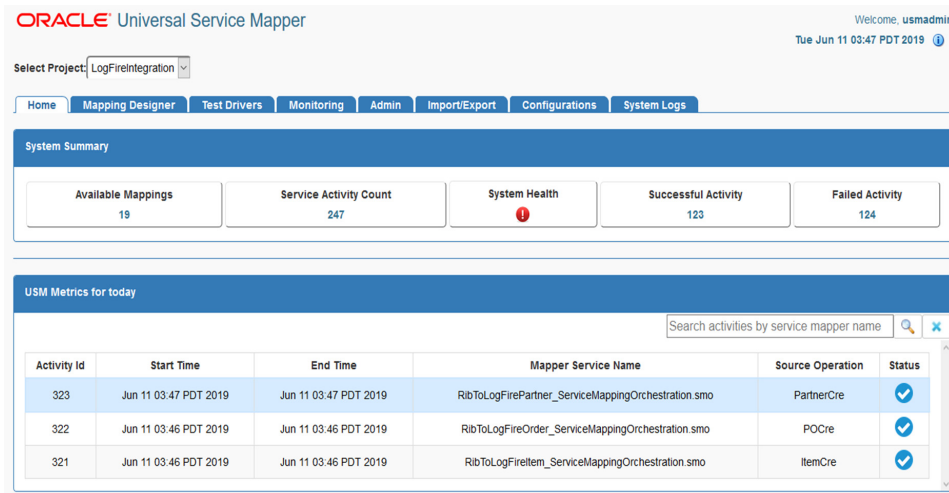 ORACLE® Universal Service Mapper
Welcome, usmadmin
Tue Jun 11 03:47 PDT 2019
Select Project: LogFireIntegration
Home Mapping Designer Test Drivers Monitoring Admin Import/Export Configurations System Logs
System Summary
Available Mappings Service Activity Count System Health Successful Activity Failed Activity
19 247 123 124
USM Metrics for today
Search activities by service mapper name
Activity Id Start Time End Time Mapper Service Name Source Operation Status
323 Jun 11 03:47 PDT 2019 Jun 11 03:47 PDT 2019 RibToLogFirePartner_ServiceMappingOrchestration.smo PartnerCre
322 Jun 11 03:46 PDT 2019 Jun 11 03:46 PDT 2019 RibToLogFireOrder_ServiceMappingOrchestration.smo POCre
321 Jun 11 03:46 PDT 2019 Jun 11 03:46 PDT 2019 RibToLogFireItem_ServiceMappingOrchestration.smo ItemCre